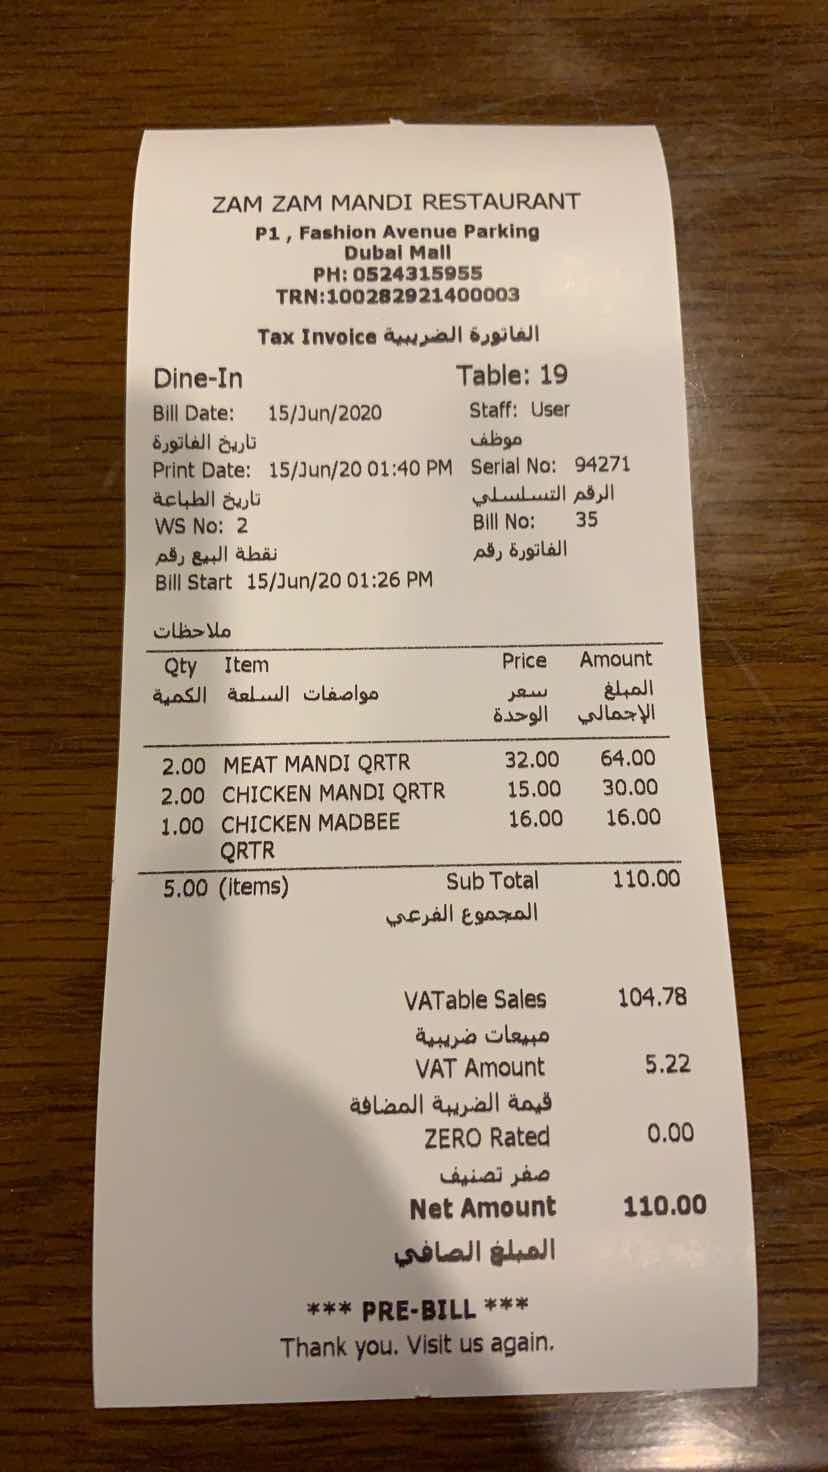 ZAM ZAM MANDI RESTAURANT
P1 , Fashion Avenue Parking
Dubai Mall
PH: 0524315955
TRN:100282921400003
Tax Invoice الفاتورة الضريبية
Dine-In Table: 19
Bill Date: 15/Jun/2020 Staff: User
تاريخ الفاتورة موظف
Print Date: 15/Jun/20 01:40 PM Serial No: 94271
تاريخ الطباعة الرقم التسلسلي
WS No: 2 Bill No: 35
نقطة البيع رقم الفاتورة رقم
Bill Start 15/Jun/20 01:26 PM
ملاحظات
Qty Item Price Amount
الكمية مواصفات السلعة سعر المبلغ
الوحدة الإجمالي
2.00 MEAT MANDI QRTR 32.00 64.00
2.00 CHICKEN MANDI QRTR 15.00 30.00
1.00 CHICKEN MADBEE 16.00 16.00
QRTR
5.00 (items) Sub Total 110.00
المجموع الفرعي
VATable Sales 104.78
مبيعات ضريبية
VAT Amount 5.22
قيمة الضريبة المضافة
ZERO Rated 0.00
صفر تصنيف
Net Amount 110.00
المبلغ الصافي
*** PRE-BILL ***
Thank you. Visit us again.